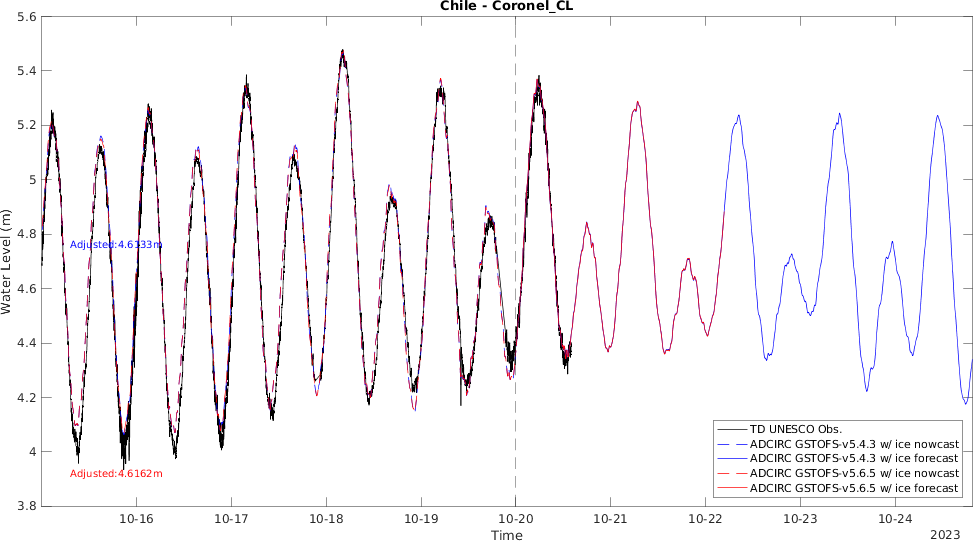 Chile - Coronel_CL
5.6
5.4
5.2
5
4.8
4.6
4.4
4.2
4
3.8
Water Level (m)
Adjusted:4.6333m
Adjusted:4.6162m
TD UNESCO Obs.
ADCIRC GSTOFS-v5.4.3 w/ ice nowcast
ADCIRC GSTOFS-v5.4.3 w/ ice forecast
ADCIRC GSTOFS-v5.6.5 w/ ice nowcast
ADCIRC GSTOFS-v5.6.5 w/ ice forecast
10-16 10-17 10-18 10-19 10-20 10-21 10-22 10-23 10-24
Time
2023